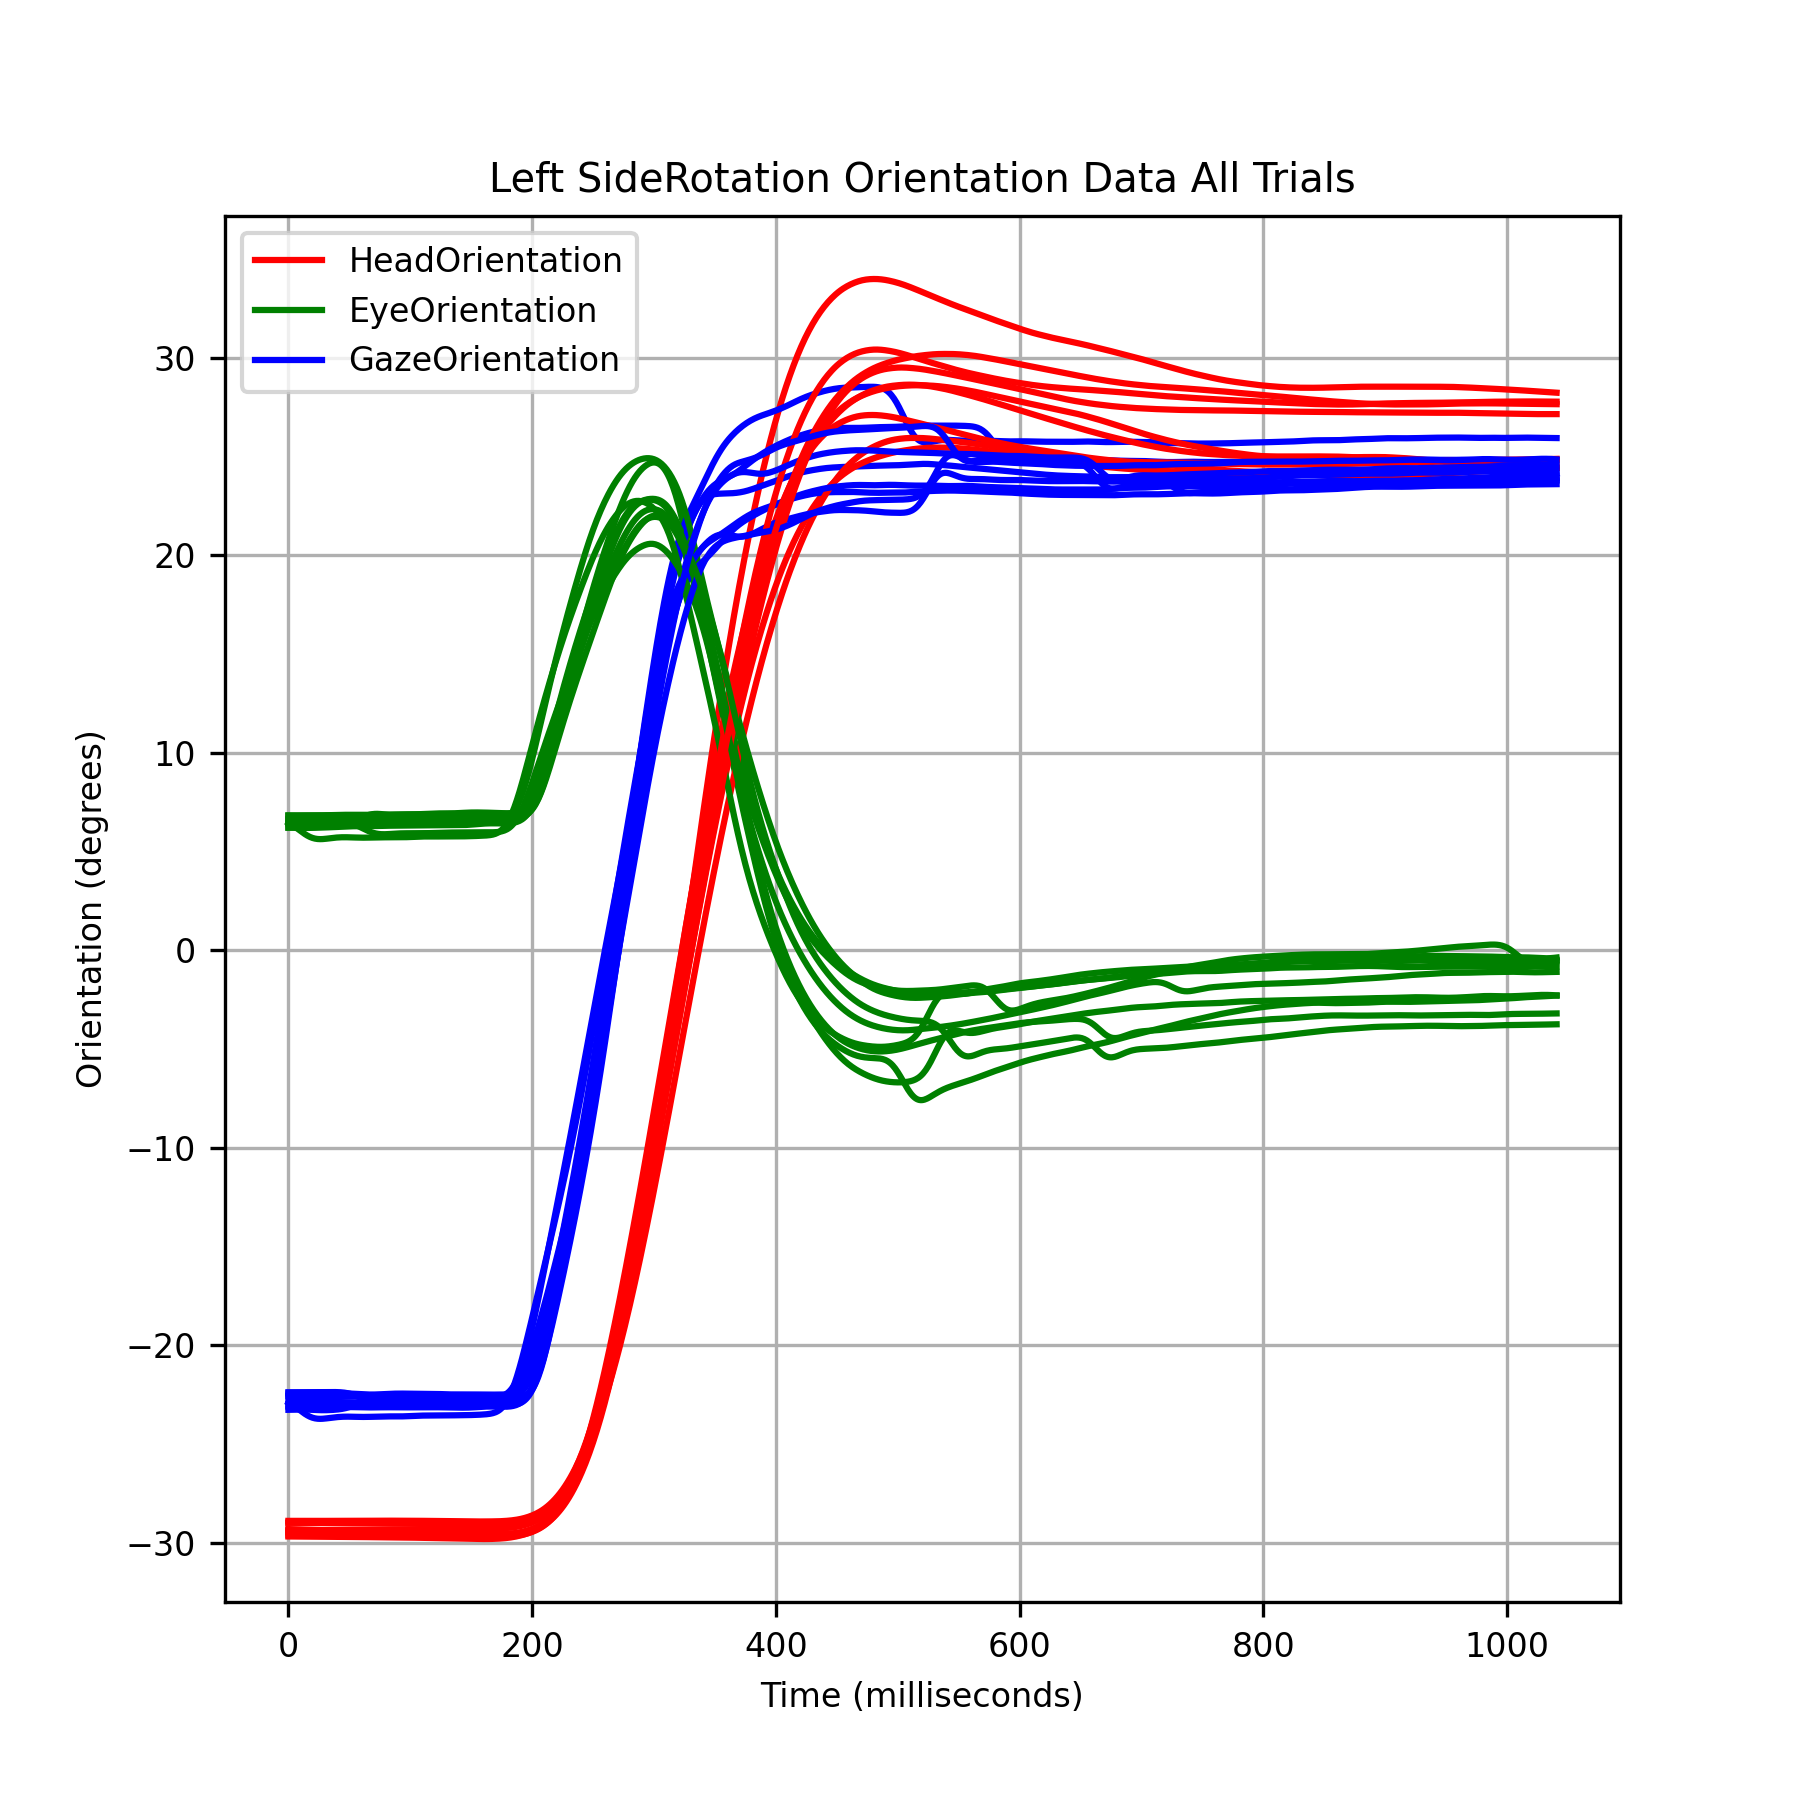 Left SideRotation Orientation Data All Trials
HeadOrientation
EyeOrientation
GazeOrientation
Orientation (degrees)
30
20
10
0
−10
−20
−30
0 200 400 600 800 1000
Time (milliseconds)